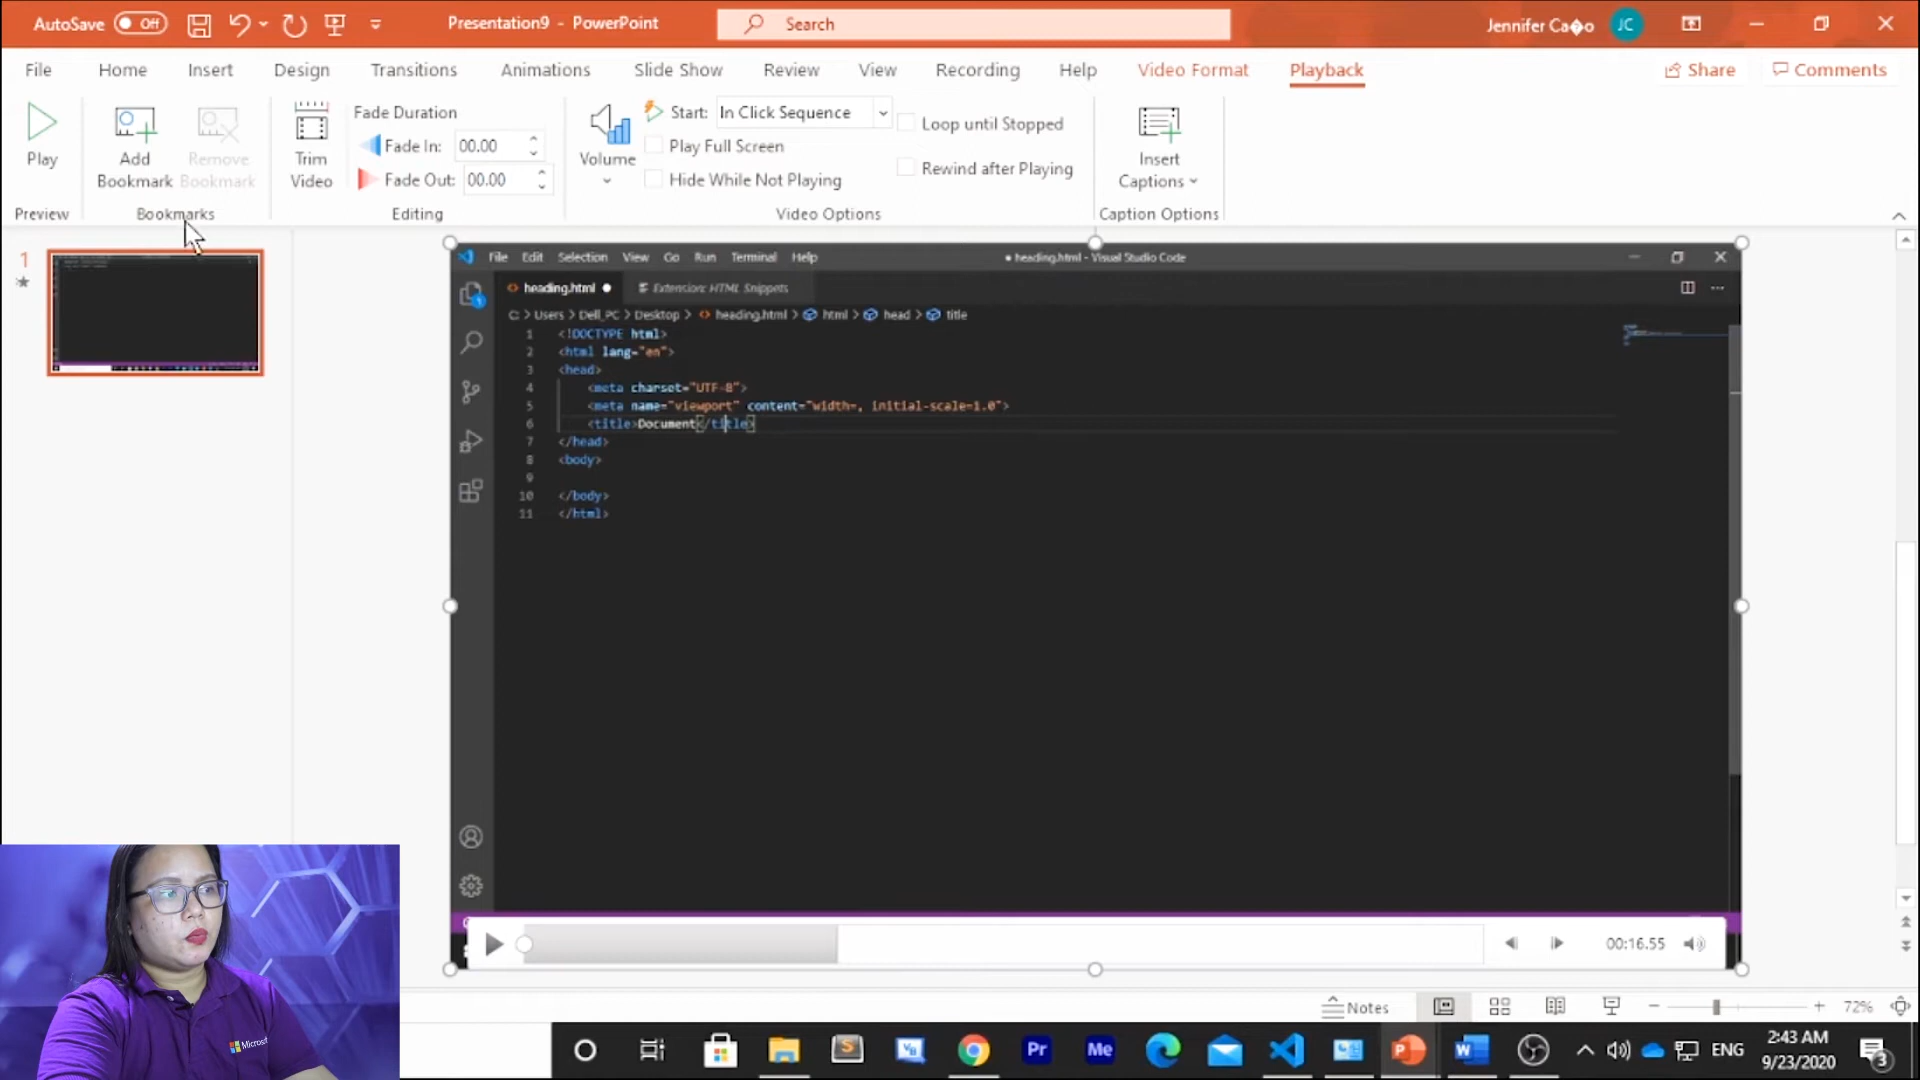 AutoSave Off Presentation9 - PowerPoint Search Jennifer Ca�o JC
File Home Insert Design Transitions Animations Slide Show Review View Recording Help Video Format Playback Share Comments
Play
Preview
Add Bookmark
Remove Bookmark
Bookmarks
Trim Video
Fade Duration
Fade In: 00.00
Fade Out: 00.00
Editing
Volume
Start: In Click Sequence
Play Full Screen
Hide While Not Playing
Loop until Stopped
Rewind after Playing
Video Options
Insert Captions
Caption Options
1
File Edit Selection View Go Run Terminal Help ● heading.html - Visual Studio Code
heading.html ● Extension: HTML Snippets
C: > Users > Dell_PC > Desktop > heading.html > html > head > title
1 <!DOCTYPE html>
2 <html lang="en">
3 <head>
4 <meta charset="UTF-8">
5 <meta name="viewport" content="width=, initial-scale=1.0">
6 <title>Document</title>
7 </head>
8 <body>
9
10 </body>
11 </html>
00:16.55
Microsoft
Notes 72%
Pr Me W
ENG 2:43 AM
9/23/2020 3